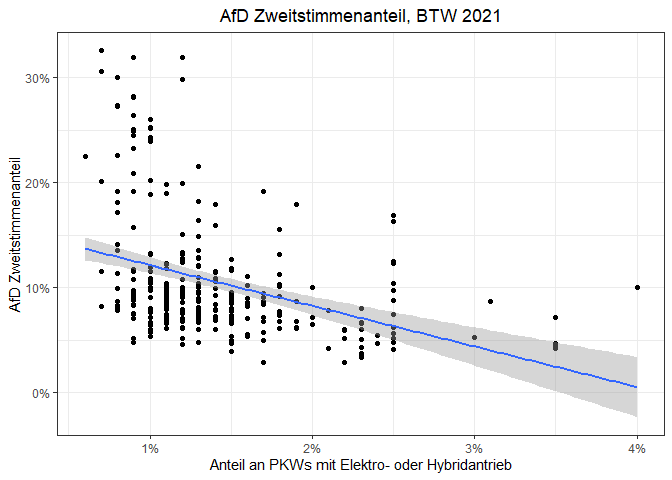 AfD Zweitstimmenanteil, BTW 2021
AfD Zweitstimmenanteil
30%
20%
10%
0%
1%
2%
3%
4%
Anteil an PKWs mit Elektro- oder Hybridantrieb